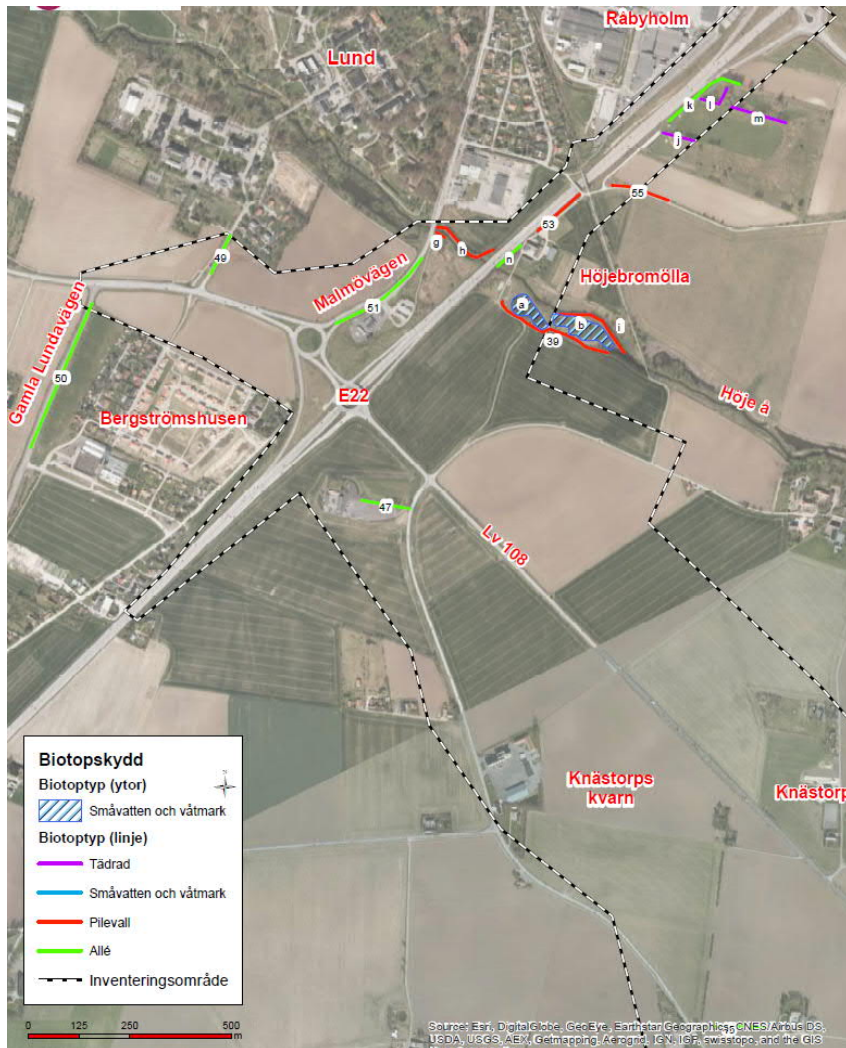 Råbyholm
Lund
k
l
m
j
55
53
g
h
n
49
Malmövägen
51
Höjebromölla
a
b
i
39
Gamla Lundavägen
50
E22
Bergströmshusen
Höje å
47
Lv 108
Knästorps
kvarn
Knästorp
Biotopskydd
Biotoptyp (ytor)
N
Småvatten och våtmark
Biotoptyp (linje)
Tädrad
Småvatten och våtmark
Pilevall
Allé
Inventeringsområde
0 125 250 500
m
Source: Esri, DigitalGlobe, GeoEye, Earthstar Geographics, CNES/Airbus DS,
USDA, USGS, AEX, Getmapping, Aerogrid, IGN, IGP, swisstopo, and the GIS